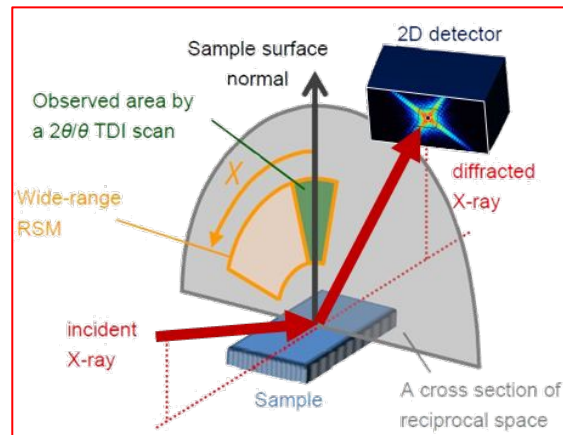 2D detector
Sample surface
normal
Observed area by
a 2θ/θ TDI scan
χ
diffracted
X-ray
Wide-range
RSM
incident
X-ray
Sample
A cross section of
reciprocal space